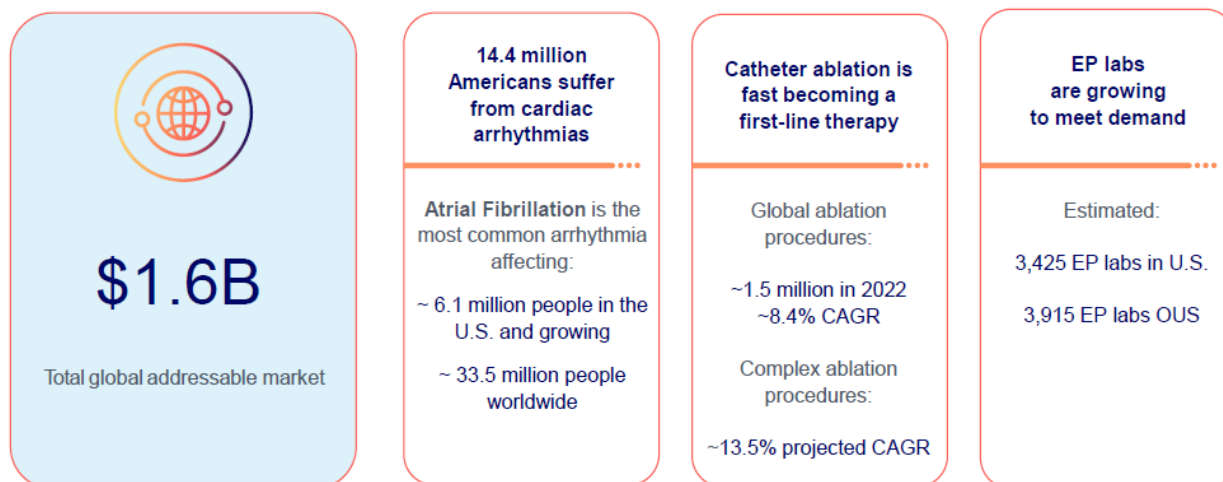 $1.6B
Total global addressable market
14.4 million
Americans suffer
from cardiac
arrhythmias
Atrial Fibrillation is the
most common arrhythmia
affecting:
~ 6.1 million people in the
U.S. and growing
~ 33.5 million people
worldwide
Catheter ablation is
fast becoming a
first-line therapy
Global ablation
procedures:
~1.5 million in 2022
~8.4% CAGR
Complex ablation
procedures:
~13.5% projected CAGR
EP labs
are growing
to meet demand
Estimated:
3,425 EP labs in U.S.
3,915 EP labs OUS